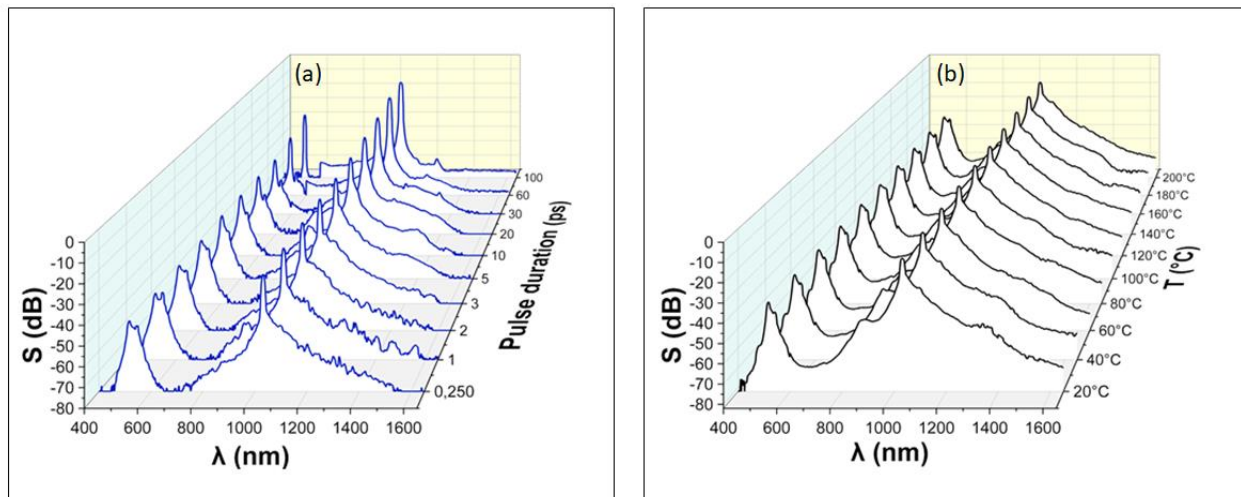 (a)
S (dB)
0
-10
-20
-30
-40
-50
-60
-70
-80
400 600 800 1000 1200 1400 1600
λ (nm)
Pulse duration (ps)
100
60
30
20
10
5
3
2
1
0,250
(b)
S (dB)
0
-10
-20
-30
-40
-50
-60
-70
-80
400 600 800 1000 1200 1400 1600
λ (nm)
T (°C)
200°C
180°C
160°C
140°C
120°C
100°C
80°C
60°C
40°C
20°C